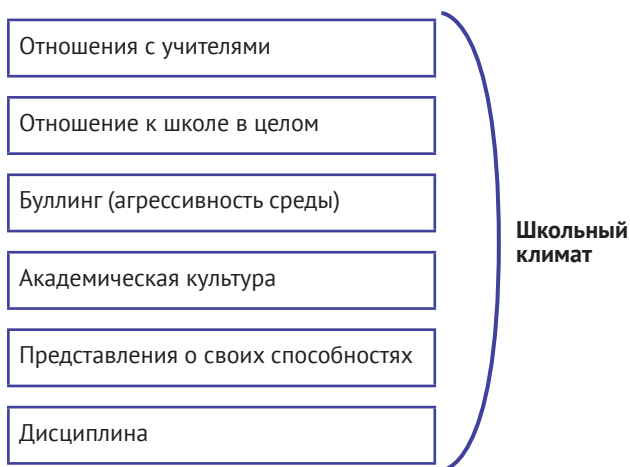 Отношения с учителями
Отношение к школе в целом
Буллинг (агрессивность среды)
Школьный
климат
Академическая культура
Представления о своих способностях
Дисциплина